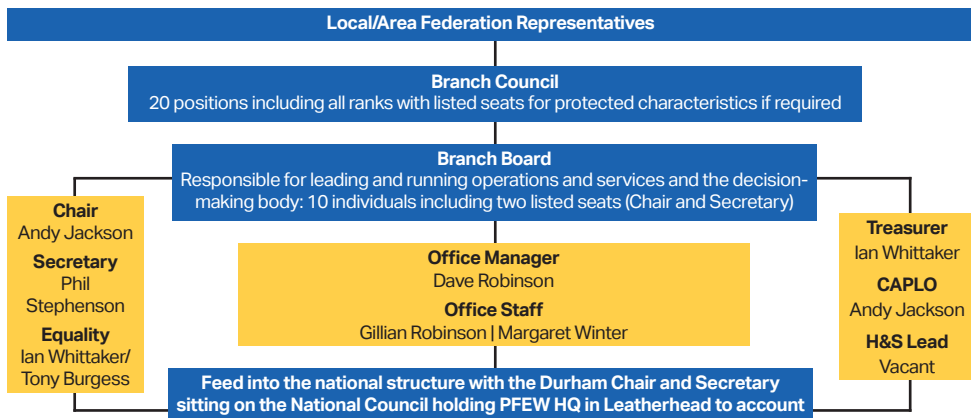 Local/Area Federation Representatives
Branch Council
20 positions including all ranks with listed seats for protected characteristics if required
Branch Board
Responsible for leading and running operations and services and the decision-
making body: 10 individuals including two listed seats (Chair and Secretary)
Chair
Andy Jackson
Secretary
Phil
Stephenson
Equality
Ian Whittaker/
Tony Burgess
Office Manager
Dave Robinson
Office Staff
Gillian Robinson | Margaret Winter
Treasurer
Ian Whittaker
CAPLO
Andy Jackson
H&S Lead
Vacant
Feed into the national structure with the Durham Chair and Secretary
sitting on the National Council holding PFEW HQ in Leatherhead to account